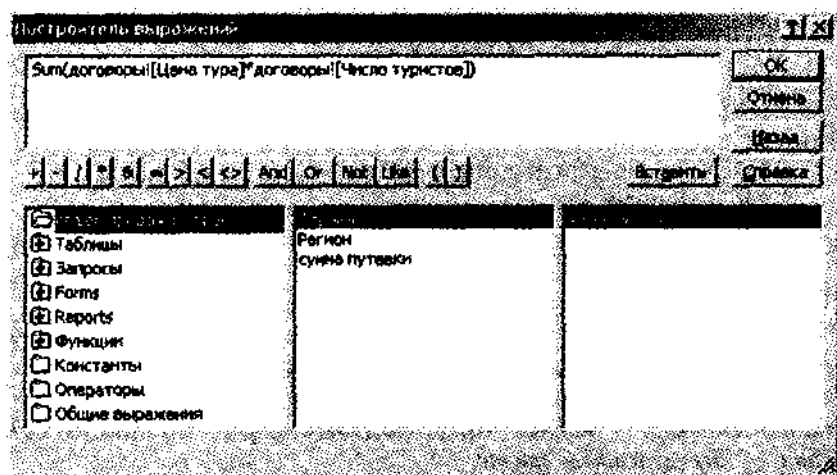 Построитель выражений
Sum(договоры![Цена тура]*договоры![Число туристов])
OK
Отмена
Назад
+ - / * & = > < <> And Or Not Like ( )
Вставить
Справка
Таблицы
Запросы
Forms
Reports
Функции
Константы
Операторы
Общие выражения
Регион
сумма путевки